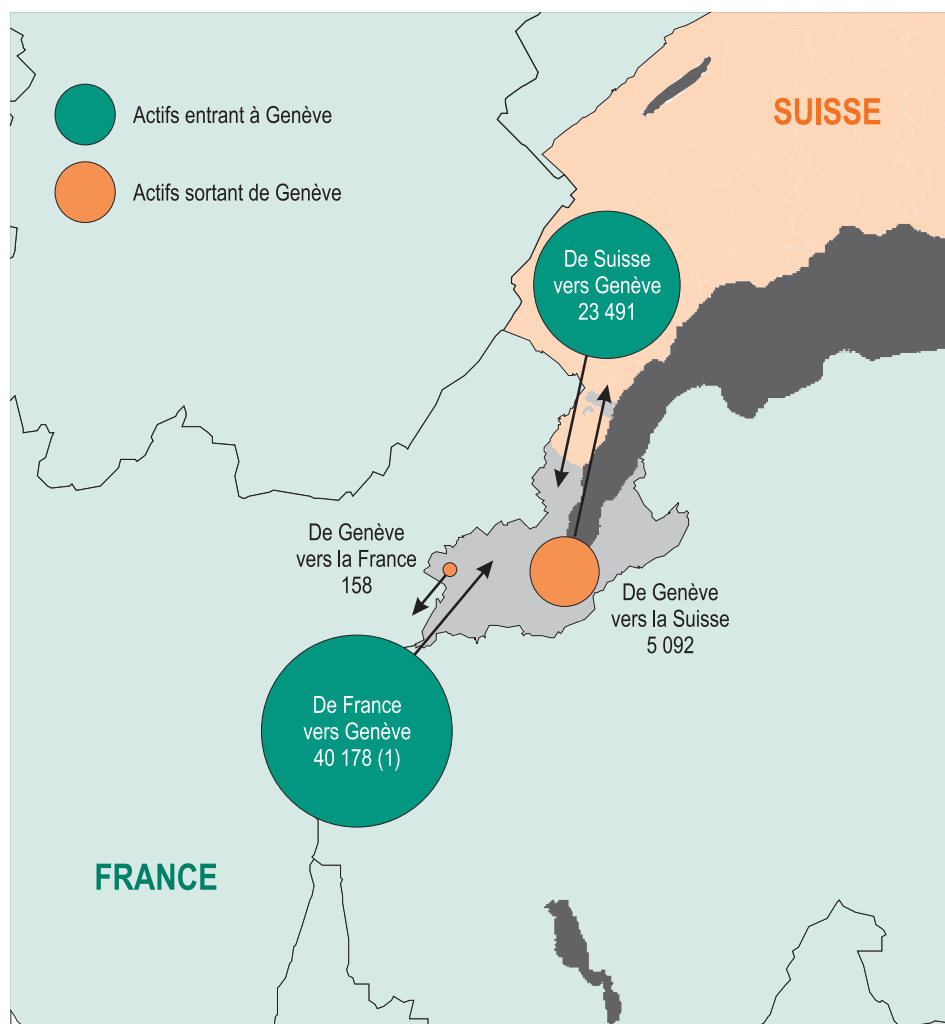 Actifs entrant à Genève
Actifs sortant de Genève
SUISSE
De Suisse
vers Genève
23 491
De Genève
vers la France
158
De Genève
vers la Suisse
5 092
De France
vers Genève
40 178 (1)
FRANCE